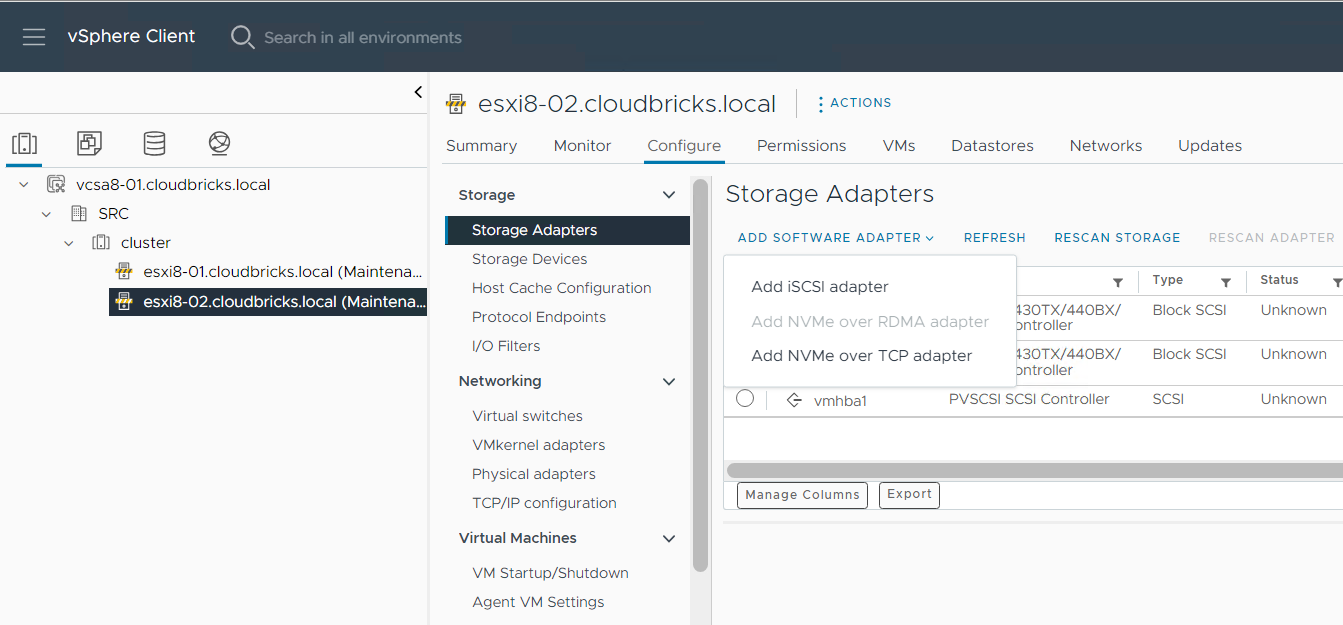 vSphere Client
Search in all environments
esxi8-02.cloudbricks.local
ACTIONS
Summary Monitor Configure Permissions VMs Datastores Networks Updates
vcsa8-01.cloudbricks.local
SRC
cluster
esxi8-01.cloudbricks.local (Maintena...
esxi8-02.cloudbricks.local (Maintena...
Storage
Storage Adapters
Storage Devices
Host Cache Configuration
Protocol Endpoints
I/O Filters
Networking
Virtual switches
VMkernel adapters
Physical adapters
TCP/IP configuration
Virtual Machines
VM Startup/Shutdown
Agent VM Settings
Storage Adapters
ADD SOFTWARE ADAPTER REFRESH RESCAN STORAGE RESCAN ADAPTER
Add iSCSI adapter
Add NVMe over RDMA adapter
Add NVMe over TCP adapter
Type Status
430TX/440BX/ Block SCSI Unknown
ontroller
430TX/440BX/ Block SCSI Unknown
ontroller
vmhba1 PVSCSI SCSI Controller SCSI Unknown
Manage Columns Export